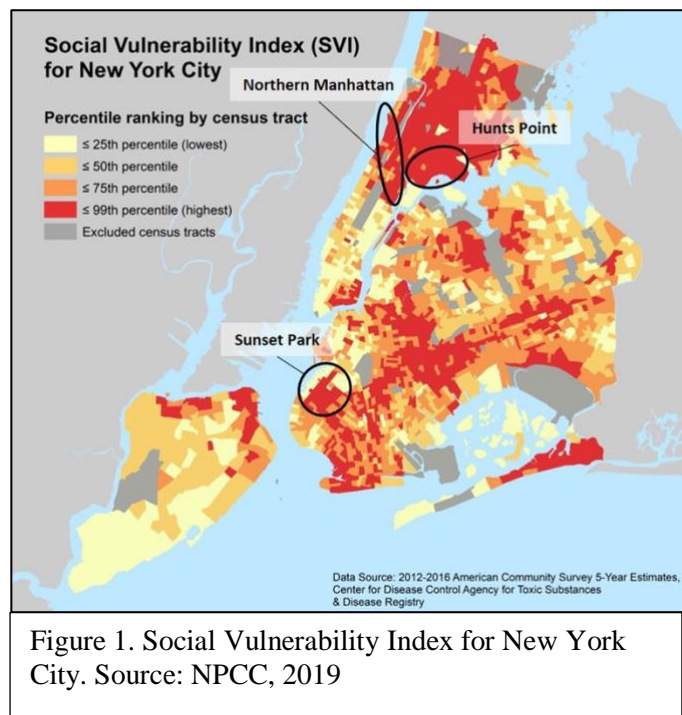 Social Vulnerability Index (SVI)
for New York City
Northern Manhattan
Percentile ranking by census tract
Hunts Point
≤ 25th percentile (lowest)
≤ 50th percentile
≤ 75th percentile
≤ 99th percentile (highest)
Excluded census tracts
Sunset Park
Data Source: 2012-2016 American Community Survey 5-Year Estimates,
Center for Disease Control Agency for Toxic Substances
& Disease Registry
Figure 1. Social Vulnerability Index for New York
City. Source: NPCC, 2019